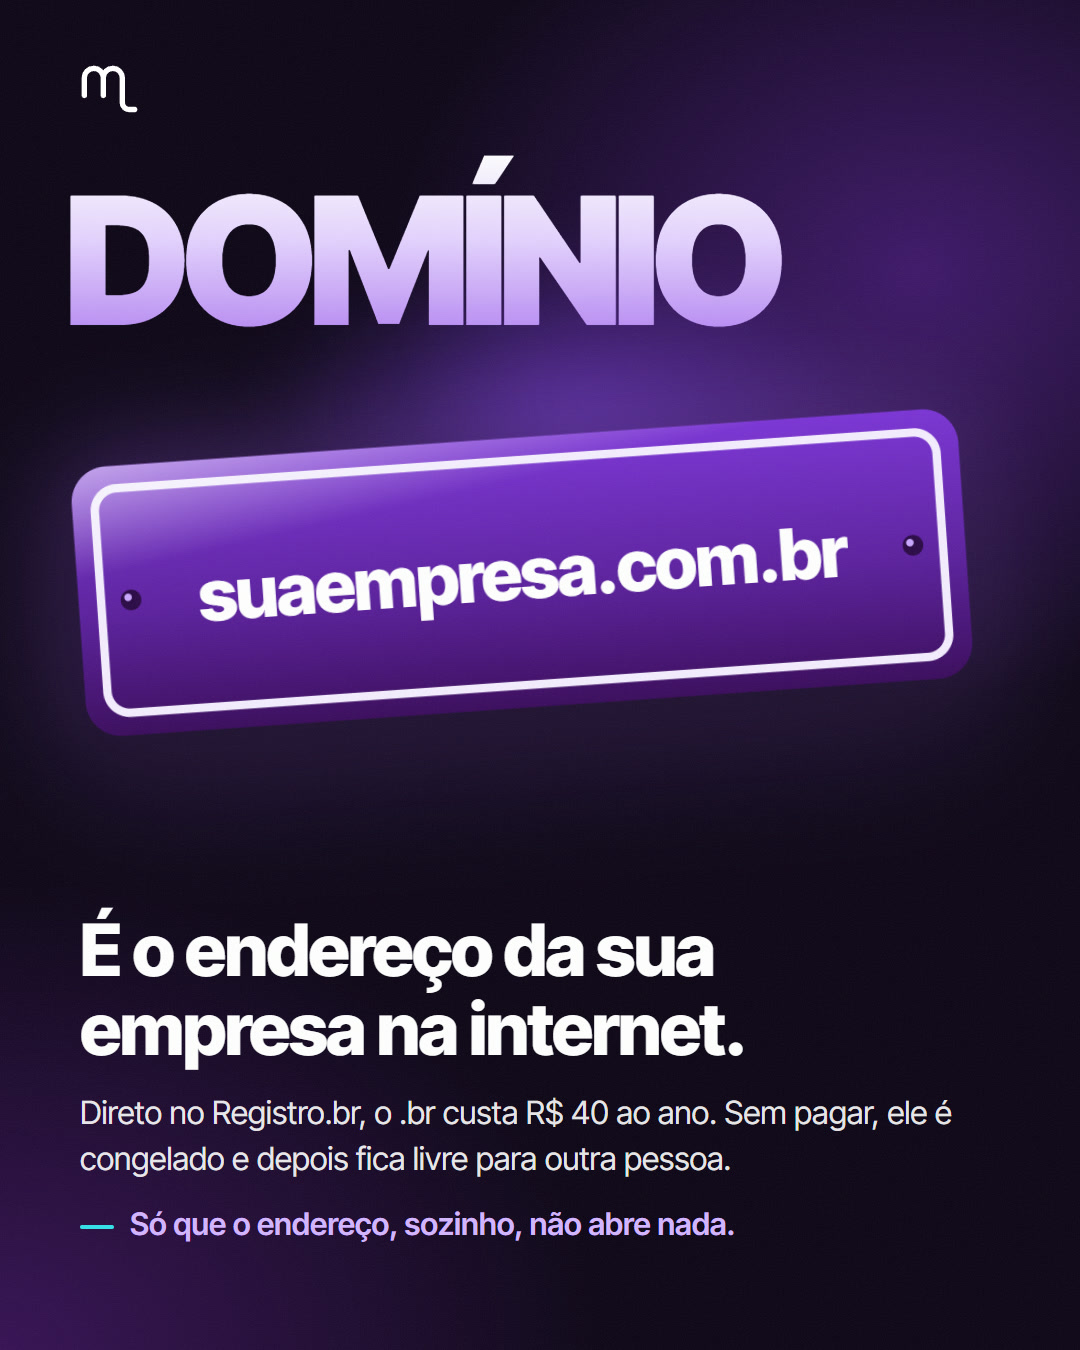 DOMÍNIO
suaempresa.com.br
É o endereço da sua
empresa na internet.
Direto no Registro.br, o .br custa R$ 40 ao ano. Sem pagar, ele é
congelado e depois fica livre para outra pessoa.
— Só que o endereço, sozinho, não abre nada.